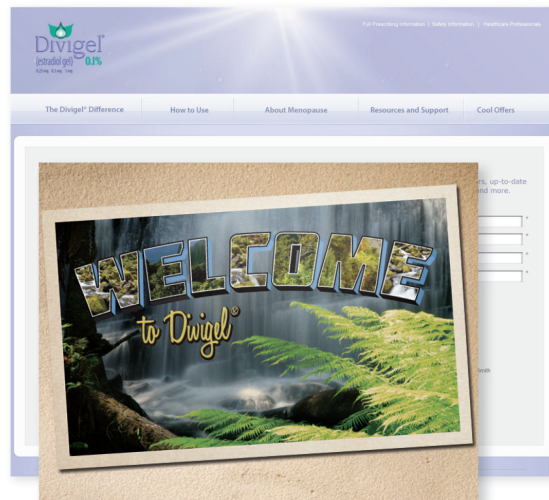 Full Prescribing Information | Safety Information | Healthcare Professionals
Divigel®
(estradiol gel) 0.1%
The Divigel® Difference
How to Use
About Menopause
Resources and Support
Cool Offers
up-to-date
and more.
*
*
*
*
WELCOME
to Divigel®
Smith